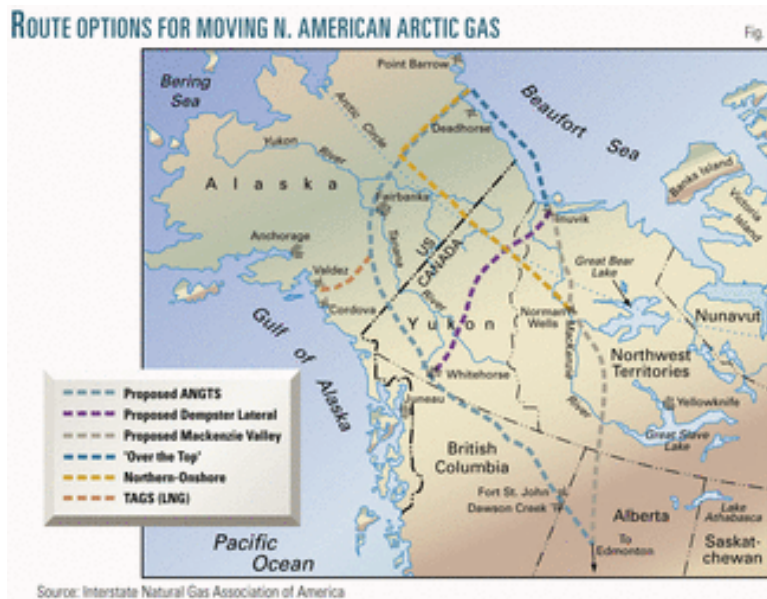 ROUTE OPTIONS FOR MOVING N. AMERICAN ARCTIC GAS
Fig.
Point Barrow
Bering
Sea
Beaufort Sea
Deadhorse
Arctic Circle
Yukon River
Banks Island
Victoria
Island
Alaska
Fairbanks
Tanana
Inuvik
US
CANADA
Anchorage
Valdez
Cordova
Great Bear
Lake
River
Norman
Wells
Nunavut
Yukon
Mackenzie
River
Gulf of Alaska
Northwest
Territories
Whitehorse
Juneau
Yellowknife
Great Slave
Lake
Proposed ANGTS
Proposed Dempster Lateral
Proposed Mackenzie Valley
'Over the Top'
Northern-Onshore
TAGS (LNG)
British
Columbia
Fort St. John
Dawson Creek
Alberta
Lake
Athabasca
To
Edmonton
Saskat-
chewan
Pacific
Ocean
Source: Interstate Natural Gas Association of America